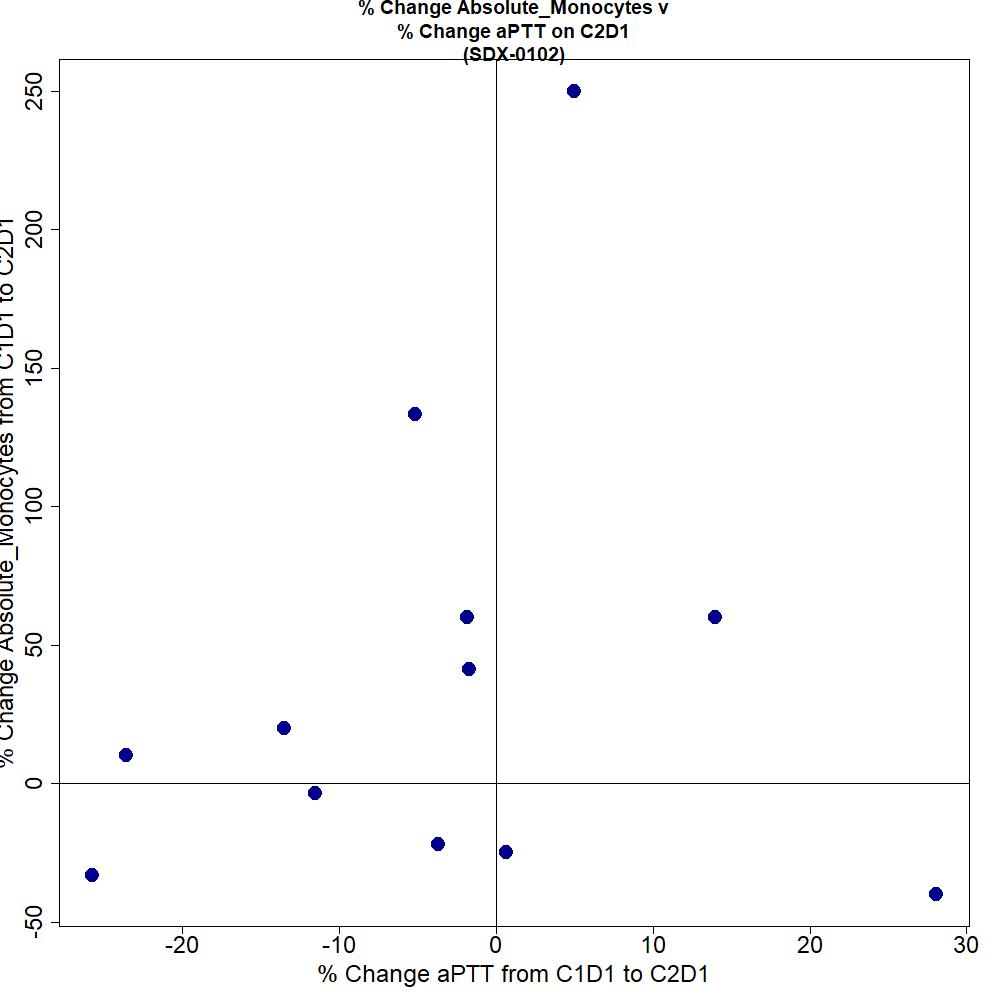 % Change Absolute_Monocytes v
% Change aPTT on C2D1
(SDX-0102)
% Change Absolute_Monocytes from C1D1 to C2D1
250
200
150
100
50
0
-50
-20
-10
0
10
20
30
% Change aPTT from C1D1 to C2D1